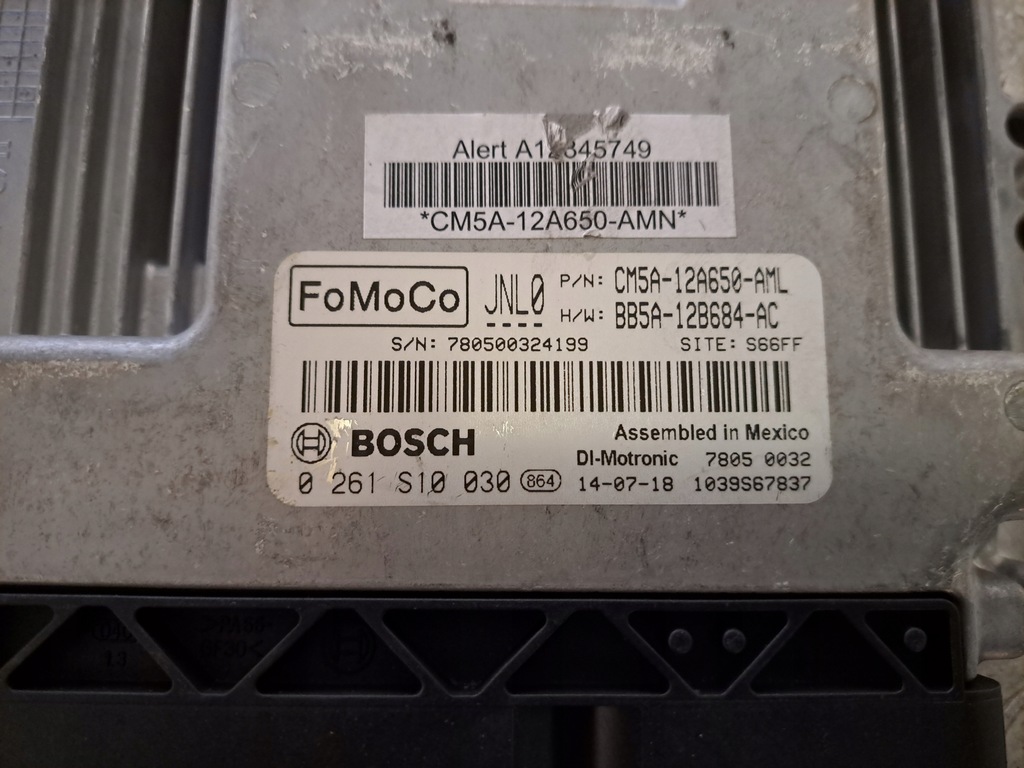 Alert A12845749
*CM5A-12A650-AMN*
FoMoCo JNL0 P/N: CM5A-12A650-AML
H/W: BB5A-12B684-AC
S/N: 780500324199 SITE: S66FF
BOSCH Assembled in Mexico
DI-Motronic 7805 0032
0 261 S10 030 864 14-07-18 1039S67837